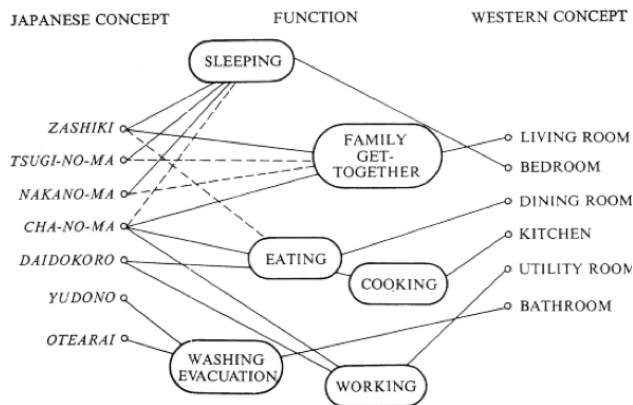 JAPANESE CONCEPT
FUNCTION
WESTERN CONCEPT
SLEEPING
ZASHIKI
TSUGI-NO-MA
NAKANO-MA
CHA-NO-MA
DAIDOKORO
YUDONO
OTEARAI
FAMILY
GET-
TOGETHER
EATING
COOKING
WASHING
EVACUATION
WORKING
LIVING ROOM
BEDROOM
DINING ROOM
KITCHEN
UTILITY ROOM
BATHROOM